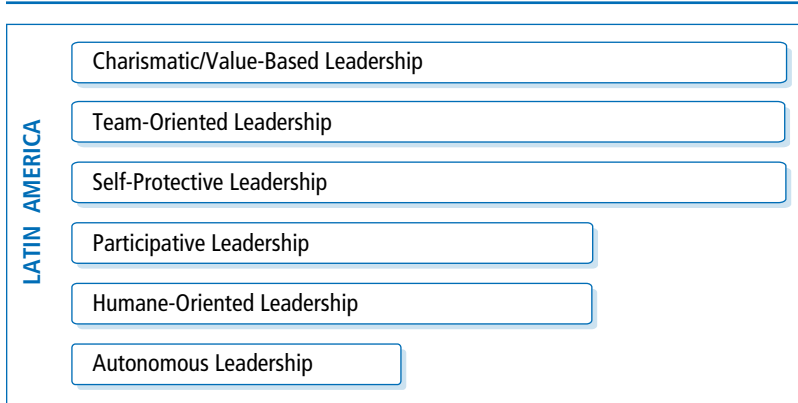 LATIN AMERICA
Charismatic/Value-Based Leadership
Team-Oriented Leadership
Self-Protective Leadership
Participative Leadership
Humane-Oriented Leadership
Autonomous Leadership